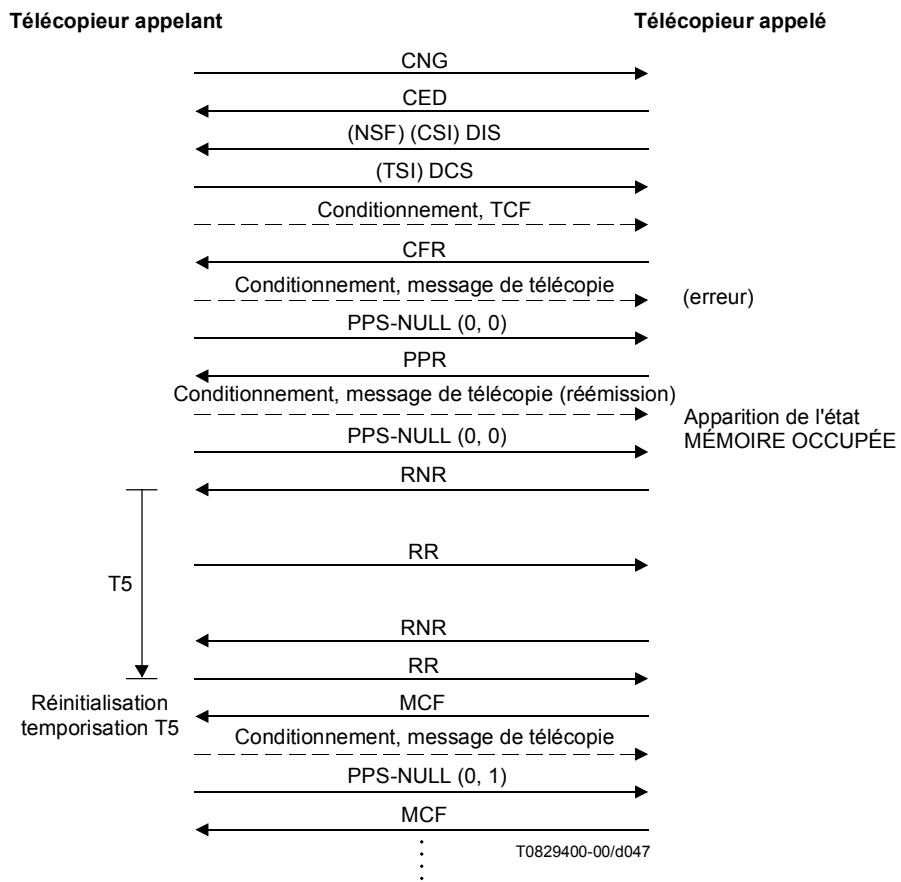 Télécopieur appelant
Télécopieur appelé
CNG
CED
(NSF) (CSI) DIS
(TSI) DCS
Conditionnement, TCF
CFR
Conditionnement, message de télécopie
(erreur)
PPS-NULL (0, 0)
PPR
Conditionnement, message de télécopie (réémission)
Apparition de l'état
MÉMOIRE OCCUPÉE
PPS-NULL (0, 0)
RNR
RR
T5
RNR
RR
Réinitialisation
temporisation T5
MCF
Conditionnement, message de télécopie
PPS-NULL (0, 1)
MCF
T0829400-00/d047